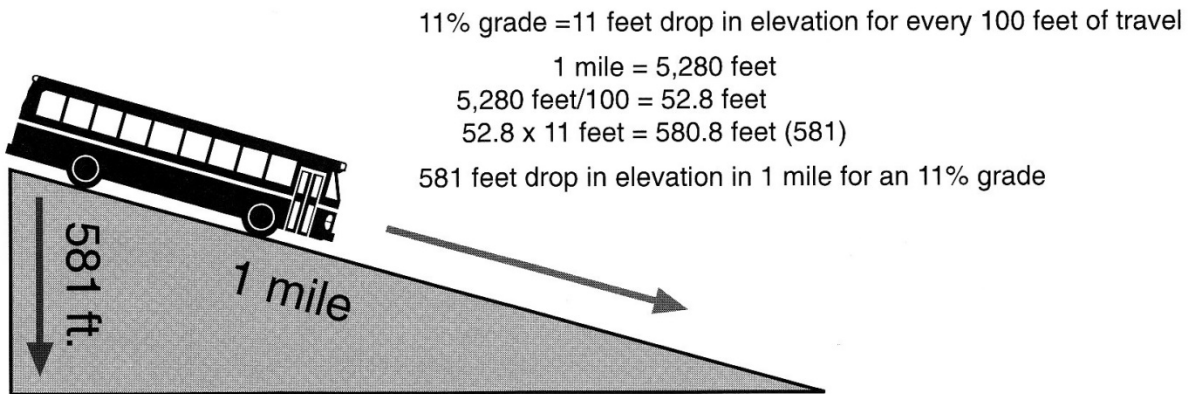 11% grade =11 feet drop in elevation for every 100 feet of travel
1 mile = 5,280 feet
5,280 feet/100 = 52.8 feet
52.8 x 11 feet = 580.8 feet (581)
581 feet drop in elevation in 1 mile for an 11% grade
581 ft.
1 mile